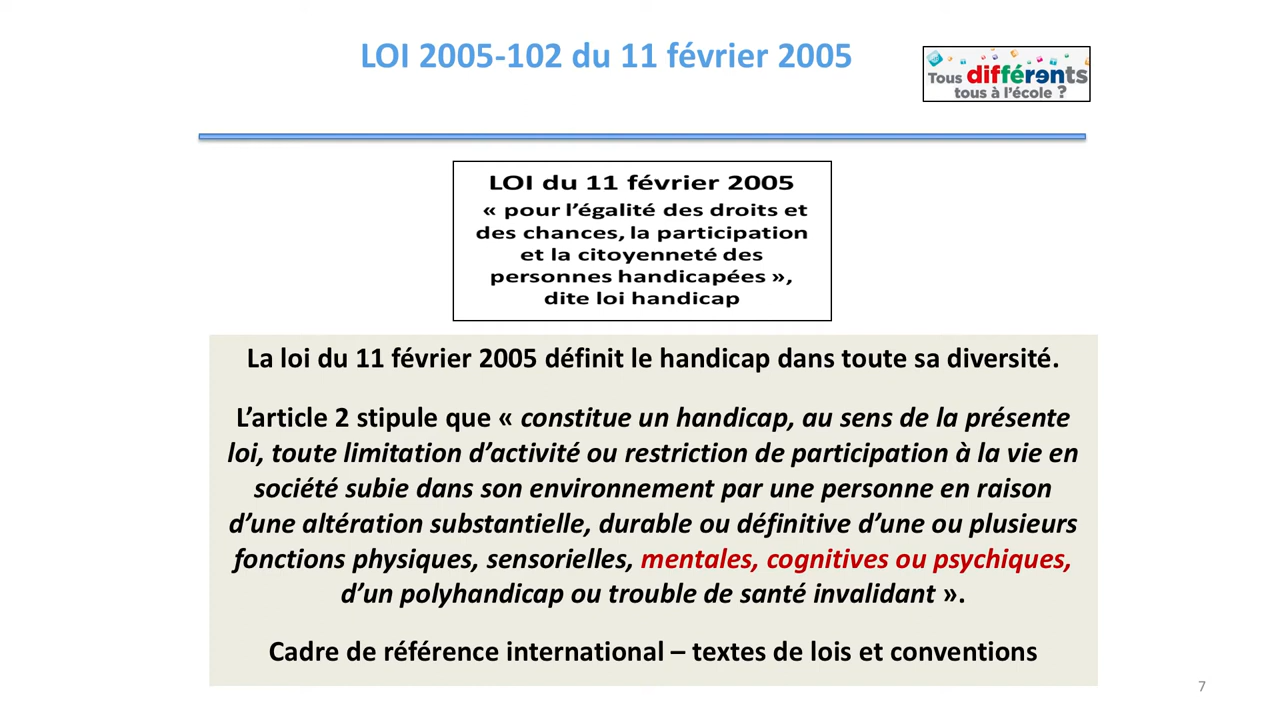 LOI 2005-102 du 11 février 2005
Tous différents
tous à l'école ?
LOI du 11 février 2005
« pour l'égalité des droits et
des chances, la participation
et la citoyenneté des
personnes handicapées »,
dite loi handicap
La loi du 11 février 2005 définit le handicap dans toute sa diversité.
L'article 2 stipule que « constitue un handicap, au sens de la présente
loi, toute limitation d'activité ou restriction de participation à la vie en
société subie dans son environnement par une personne en raison
d'une altération substantielle, durable ou définitive d'une ou plusieurs
fonctions physiques, sensorielles, mentales, cognitives ou psychiques,
d'un polyhandicap ou trouble de santé invalidant ».
Cadre de référence international – textes de lois et conventions
7